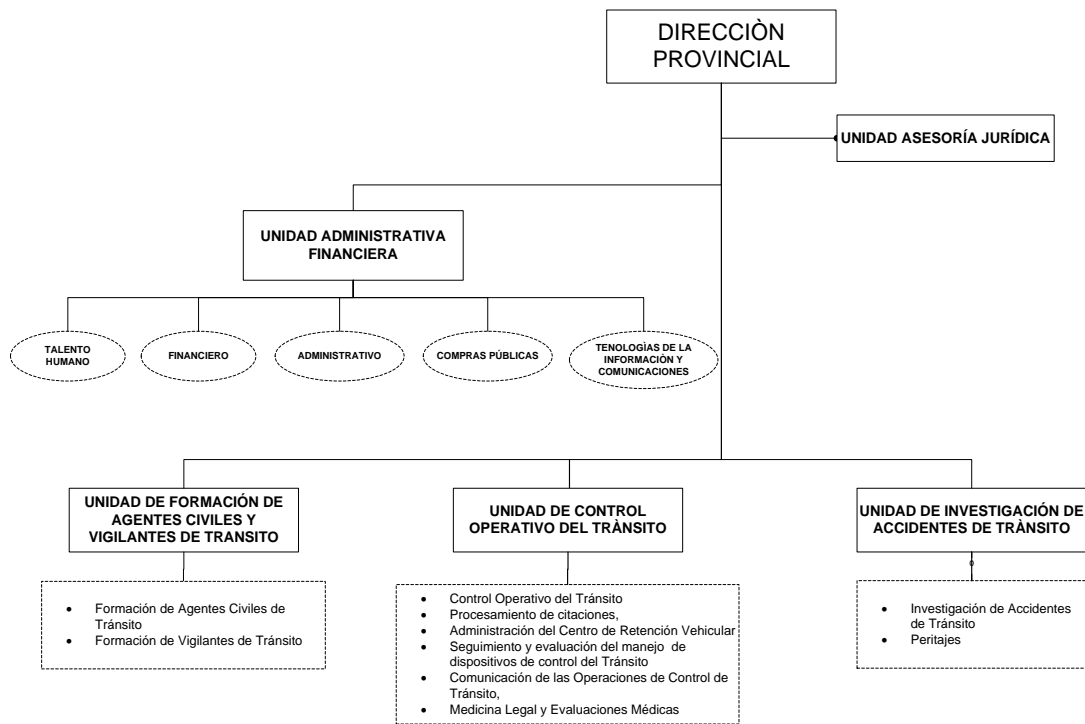 DIRECCIÒN
PROVINCIAL
UNIDAD ASESORÍA JURÍDICA
UNIDAD ADMINISTRATIVA
FINANCIERA
TALENTO
HUMANO
FINANCIERO
ADMINISTRATIVO
COMPRAS PÚBLICAS
TENOLOGÌAS DE LA
INFORMACIÒN Y
COMUNICACIONES
UNIDAD DE FORMACIÓN DE
AGENTES CIVILES Y
VIGILANTES DE TRANSITO
UNIDAD DE CONTROL
OPERATIVO DEL TRÀNSITO
UNIDAD DE INVESTIGACIÓN DE
ACCIDENTES DE TRÀNSITO
0
• Formación de Agentes Civiles de
Tránsito
• Formación de Vigilantes de Tránsito
• Control Operativo del Tránsito
• Procesamiento de citaciones,
• Administración del Centro de Retención Vehicular
• Seguimiento y evaluación del manejo de
dispositivos de control del Tránsito
• Comunicación de las Operaciones de Control de
Tránsito,
• Medicina Legal y Evaluaciones Médicas
• Investigación de Accidentes
de Tránsito
• Peritajes